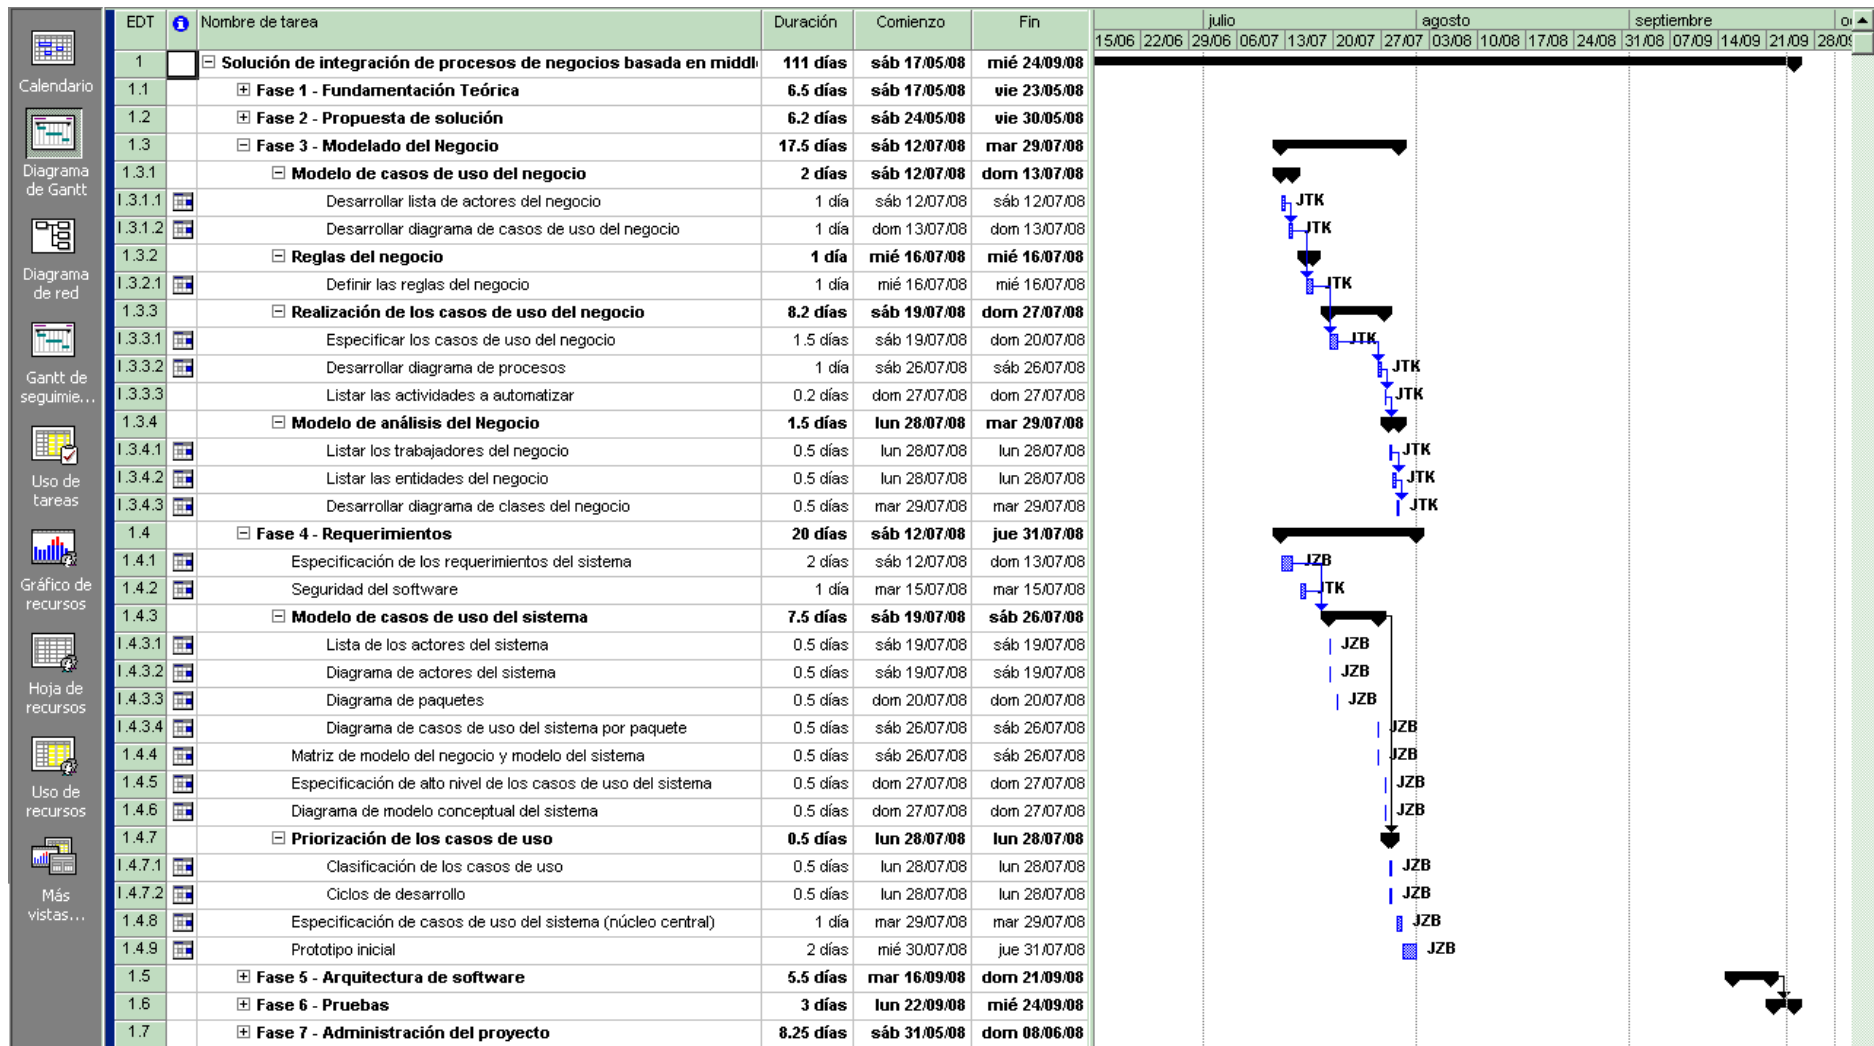 EDT Nombre de tarea Duración Comienzo Fin
julio agosto septiembre
15/06 22/06 29/06 06/07 13/07 20/07 27/07 03/08 10/08 17/08 24/08 31/08 07/09 14/09 21/09 28/09
Calendario
Diagrama
de Gantt
Diagrama
de red
Gantt de
seguimie...
Uso de
tareas
Gráfico de
recursos
Hoja de
recursos
Uso de
recursos
Más
vistas...
1 Solución de integración de procesos de negocios basada en middl 111 días sáb 17/05/08 mié 24/09/08
1.1 Fase 1 - Fundamentación Teórica 6.5 días sáb 17/05/08 vie 23/05/08
1.2 Fase 2 - Propuesta de solución 6.2 días sáb 24/05/08 vie 30/05/08
1.3 Fase 3 - Modelado del Negocio 17.5 días sáb 12/07/08 mar 29/07/08
1.3.1 Modelo de casos de uso del negocio 2 días sáb 12/07/08 dom 13/07/08
1.3.1.1 Desarrollar lista de actores del negocio 1 día sáb 12/07/08 sáb 12/07/08 JTK
1.3.1.2 Desarrollar diagrama de casos de uso del negocio 1 día dom 13/07/08 dom 13/07/08 JTK
1.3.2 Reglas del negocio 1 día mié 16/07/08 mié 16/07/08
1.3.2.1 Definir las reglas del negocio 1 día mié 16/07/08 mié 16/07/08 JTK
1.3.3 Realización de los casos de uso del negocio 8.2 días sáb 19/07/08 dom 27/07/08
1.3.3.1 Especificar los casos de uso del negocio 1.5 días sáb 19/07/08 dom 20/07/08 JTK
1.3.3.2 Desarrollar diagrama de procesos 1 día sáb 26/07/08 sáb 26/07/08 JTK
1.3.3.3 Listar las actividades a automatizar 0.2 días dom 27/07/08 dom 27/07/08 JTK
1.3.4 Modelo de análisis del Negocio 1.5 días lun 28/07/08 mar 29/07/08
1.3.4.1 Listar los trabajadores del negocio 0.5 días lun 28/07/08 lun 28/07/08 JTK
1.3.4.2 Listar las entidades del negocio 0.5 días lun 28/07/08 lun 28/07/08 JTK
1.3.4.3 Desarrollar diagrama de clases del negocio 0.5 días mar 29/07/08 mar 29/07/08 JTK
1.4 Fase 4 - Requerimientos 20 días sáb 12/07/08 jue 31/07/08
1.4.1 Especificación de los requerimientos del sistema 2 días sáb 12/07/08 dom 13/07/08 JZB
1.4.2 Seguridad del software 1 día mar 15/07/08 mar 15/07/08 JTK
1.4.3 Modelo de casos de uso del sistema 7.5 días sáb 19/07/08 sáb 26/07/08
1.4.3.1 Lista de los actores del sistema 0.5 días sáb 19/07/08 sáb 19/07/08 JZB
1.4.3.2 Diagrama de actores del sistema 0.5 días sáb 19/07/08 sáb 19/07/08 JZB
1.4.3.3 Diagrama de paquetes 0.5 días dom 20/07/08 dom 20/07/08 JZB
1.4.3.4 Diagrama de casos de uso del sistema por paquete 0.5 días sáb 26/07/08 sáb 26/07/08 JZB
1.4.4 Matriz de modelo del negocio y modelo del sistema 0.5 días sáb 26/07/08 sáb 26/07/08 JZB
1.4.5 Especificación de alto nivel de los casos de uso del sistema 0.5 días dom 27/07/08 dom 27/07/08 JZB
1.4.6 Diagrama de modelo conceptual del sistema 0.5 días dom 27/07/08 dom 27/07/08 JZB
1.4.7 Priorización de los casos de uso 0.5 días lun 28/07/08 lun 28/07/08
1.4.7.1 Clasificación de los casos de uso 0.5 días lun 28/07/08 lun 28/07/08 JZB
1.4.7.2 Ciclos de desarrollo 0.5 días lun 28/07/08 lun 28/07/08 JZB
1.4.8 Especificación de casos de uso del sistema (núcleo central) 1 día mar 29/07/08 mar 29/07/08 JZB
1.4.9 Prototipo inicial 2 días mié 30/07/08 jue 31/07/08 JZB
1.5 Fase 5 - Arquitectura de software 5.5 días mar 16/09/08 dom 21/09/08
1.6 Fase 6 - Pruebas 3 días lun 22/09/08 mié 24/09/08
1.7 Fase 7 - Administración del proyecto 8.25 días sáb 31/05/08 dom 08/06/08